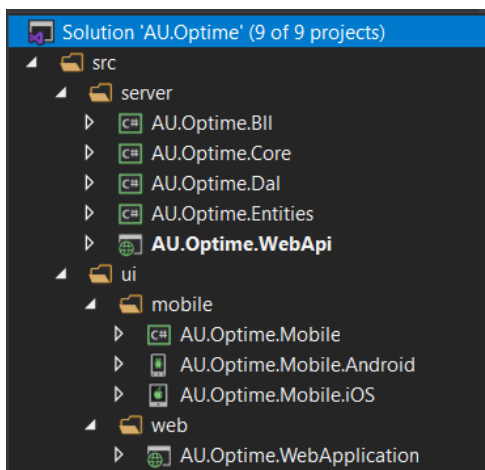 Solution 'AU.Optime' (9 of 9 projects)
src
server
C# AU.Optime.Bll
C# AU.Optime.Core
C# AU.Optime.Dal
C# AU.Optime.Entities
AU.Optime.WebApi
ui
mobile
C# AU.Optime.Mobile
AU.Optime.Mobile.Android
AU.Optime.Mobile.iOS
web
AU.Optime.WebApplication